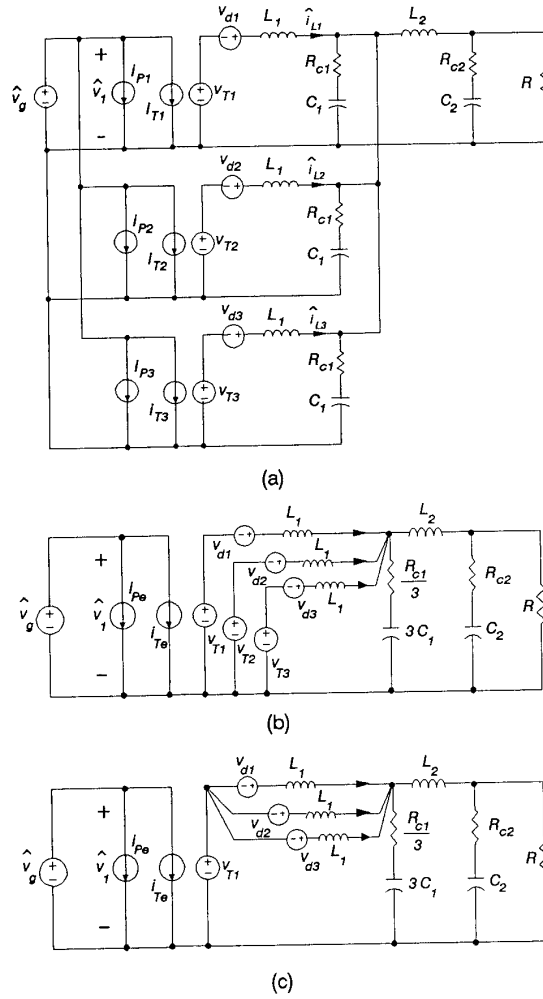 + v̂g v̂1 − iP1 iT1 vT1 vd1 L1 îL1 Rc1 C1 L2 Rc2 C2 R
iP2 iT2 vT2 vd2 L1 îL2 Rc1 C1
iP3 iT3 vT3 vd3 L1 îL3 Rc1 C1
(a)
+ v̂g v̂1 − iPe iTe vT1 vT2 vT3 vd1 L1 vd2 L1 vd3 L1 L2 Rc1/3 3C1 Rc2 C2 R
(b)
+ v̂g v̂1 − iPe iTe vT1 vd1 L1 vd2 L1 vd3 L1 L2 Rc1/3 3C1 Rc2 C2 R
(c)